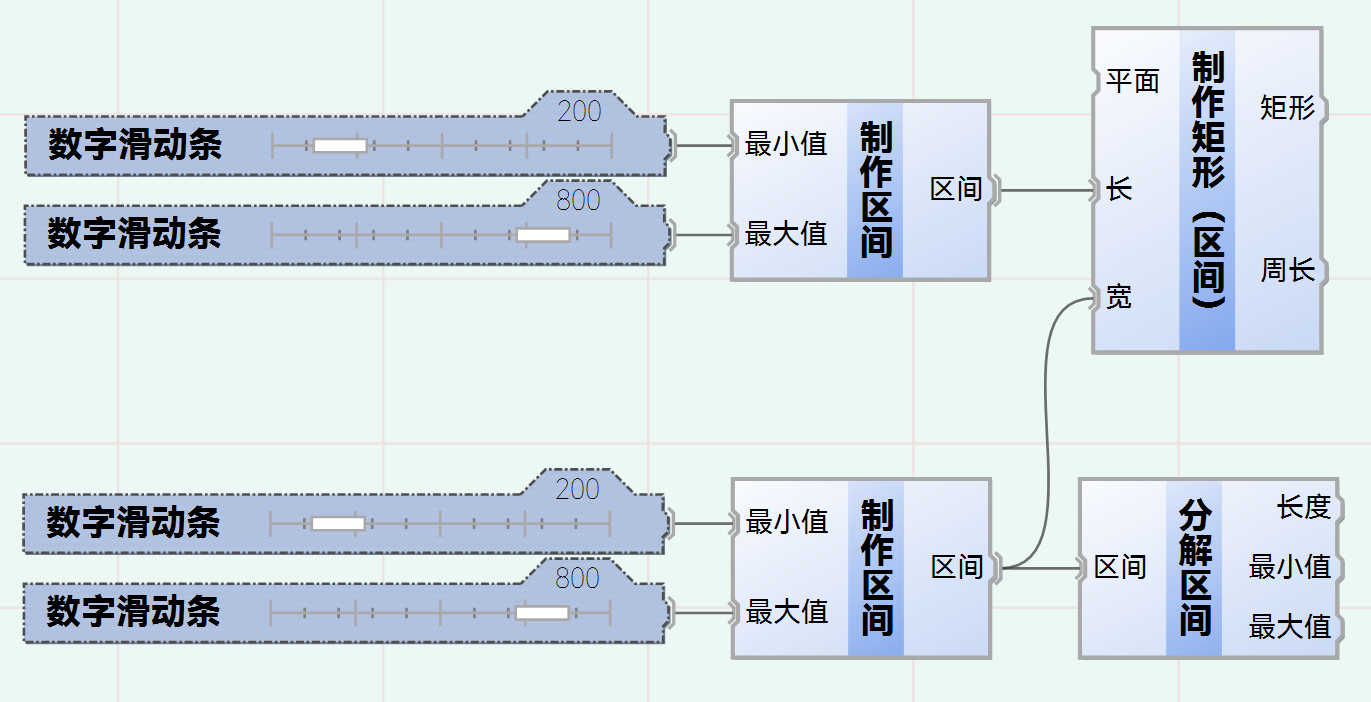 数字滑动条
200
数字滑动条
800
最小值
最大值
制作区间
区间
平面
长
宽
制作矩形（区间）
矩形
周长
数字滑动条
200
数字滑动条
800
最小值
最大值
制作区间
区间
区间
分解区间
长度
最小值
最大值